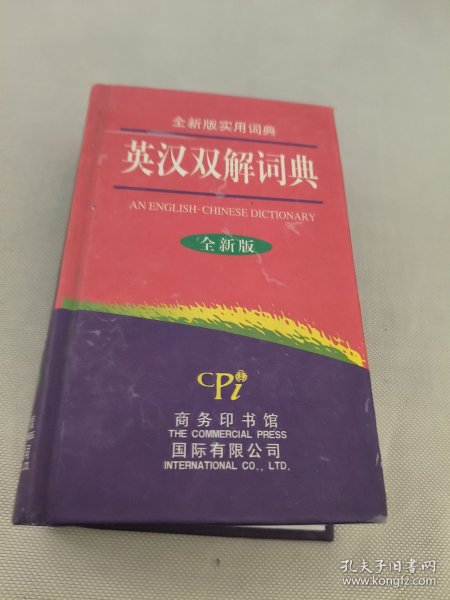 全新版实用词典
英汉双解词典
AN ENGLISH-CHINESE DICTIONARY
全新版
CPi
商务印书馆
THE COMMERCIAL PRESS
国际有限公司
INTERNATIONAL CO., LTD.
孔夫子旧书网
www.kongfz.com